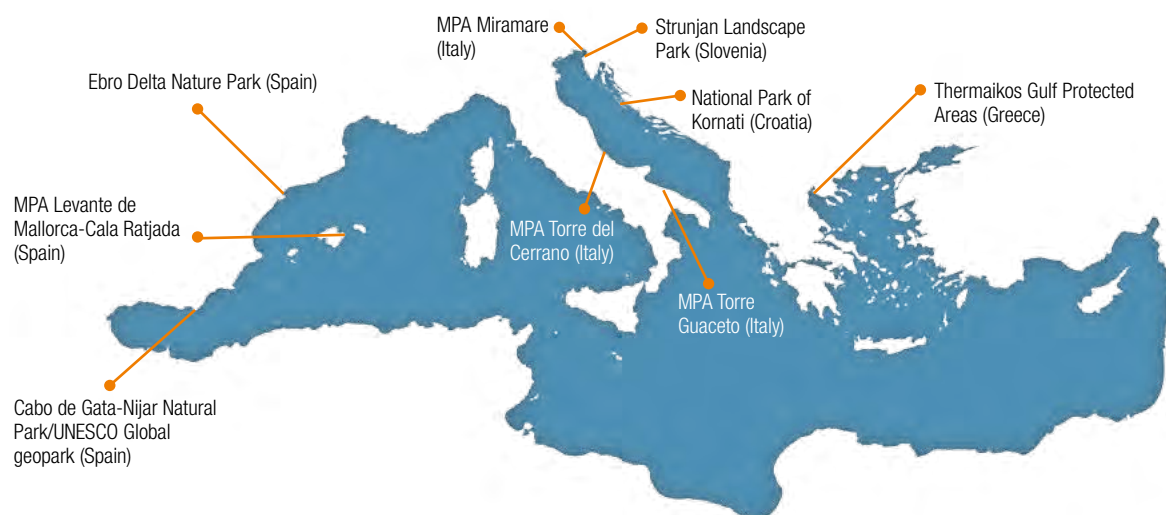 MPA Miramare
(Italy)
Strunjan Landscape
Park (Slovenia)
Ebro Delta Nature Park (Spain)
National Park of
Kornati (Croatia)
Thermaikos Gulf Protected
Areas (Greece)
MPA Levante de
Mallorca-Cala Ratjada
(Spain)
MPA Torre del
Cerrano (Italy)
MPA Torre
Guaceto (Italy)
Cabo de Gata-Nijar Natural
Park/UNESCO Global
geopark (Spain)